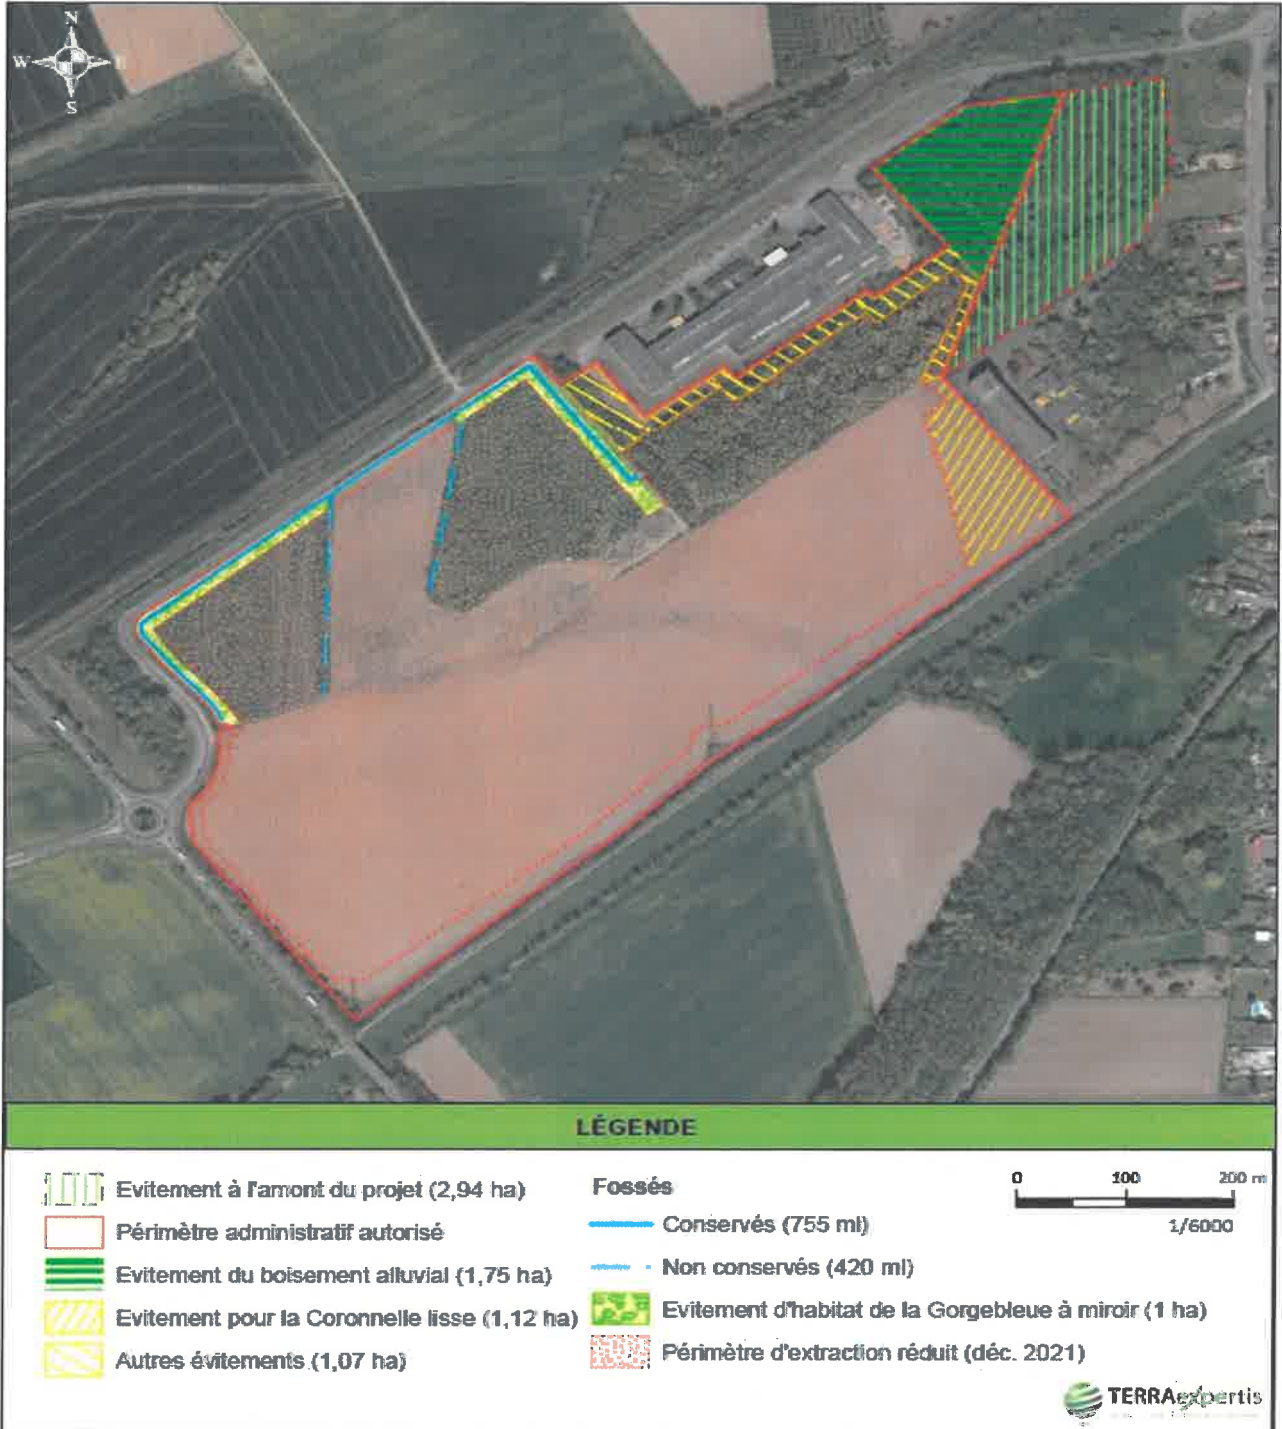 N
W
S
LÉGENDE
Evitement à l'amont du projet (2,94 ha)
Périmètre administratif autorisé
Evitement du boisement alluvial (1,75 ha)
Evitement pour la Coronnelle lisse (1,12 ha)
Autres évitements (1,07 ha)
Fossés
Conservés (755 ml)
Non conservés (420 ml)
Evitement d'habitat de la Gorgebleue à miroir (1 ha)
Périmètre d'extraction réduit (déc. 2021)
0 100 200 m
1/6000
TERRAexpertis